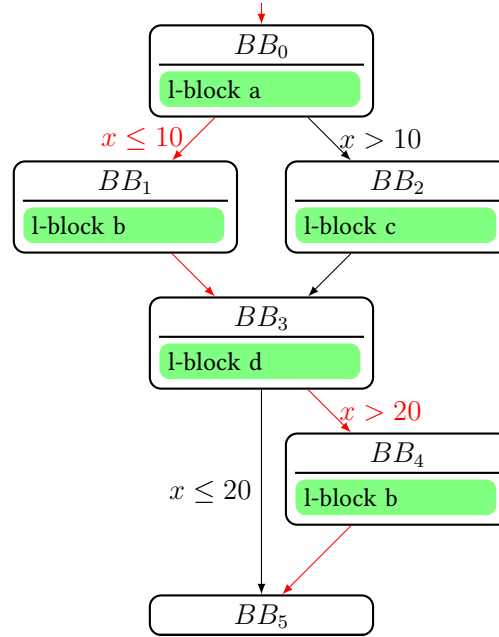 BB₀
l-block a
x ≤ 10
x > 10
BB₁
l-block b
BB₂
l-block c
BB₃
l-block d
x > 20
BB₄
x ≤ 20
l-block b
BB₅